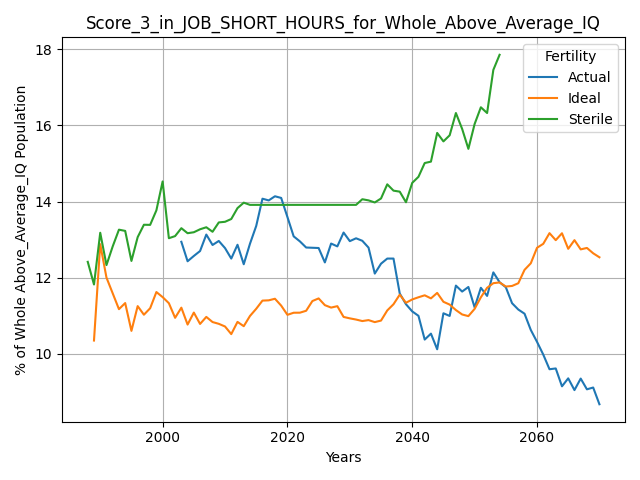 Score_3_in_JOB_SHORT_HOURS_for_Whole_Above_Average_IQ
% of Whole Above_Average_IQ Population
18
16
14
12
10
Fertility
Actual
Ideal
Sterile
2000
2020
2040
2060
Years